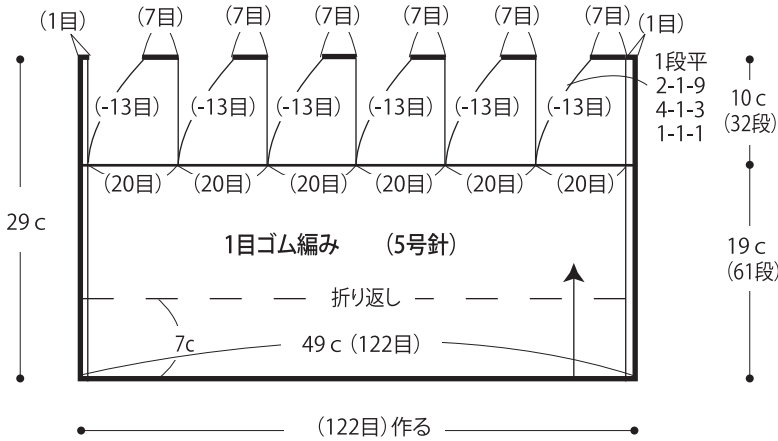 (1目) (7目) (7目) (7目) (7目) (7目) (7目) (1目)
1段平
2-1-9
4-1-3
1-1-1
(-13目) (-13目) (-13目) (-13目) (-13目) (-13目)
10c
(32段)
(20目) (20目) (20目) (20目) (20目) (20目)
29c
1目ゴム編み (5号針)
19c
(61段)
折り返し
7c
49c (122目)
(122目) 作る